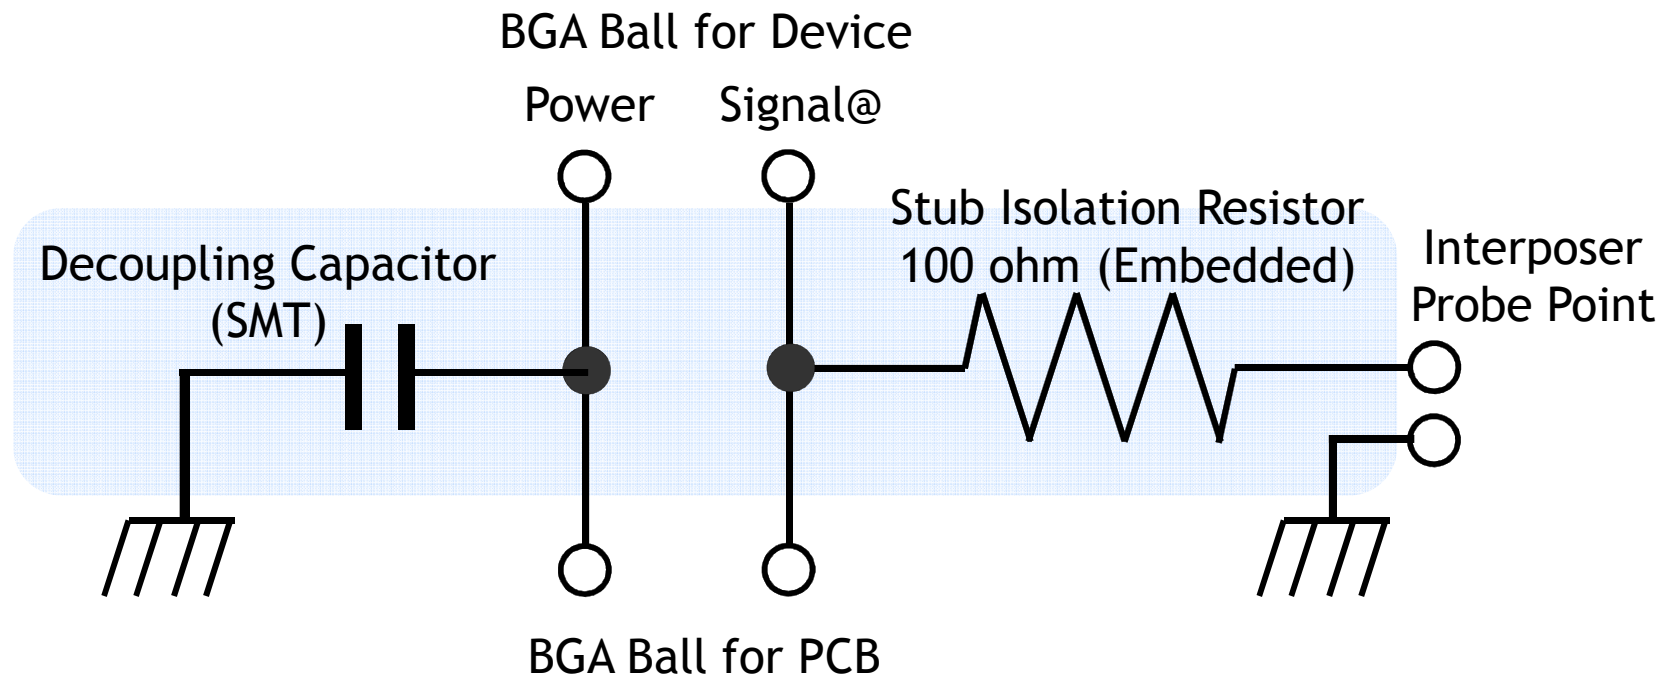 BGA Ball for Device
Power Signal@
Stub Isolation Resistor
100 ohm (Embedded)
Decoupling Capacitor
(SMT)
Interposer
Probe Point
BGA Ball for PCB